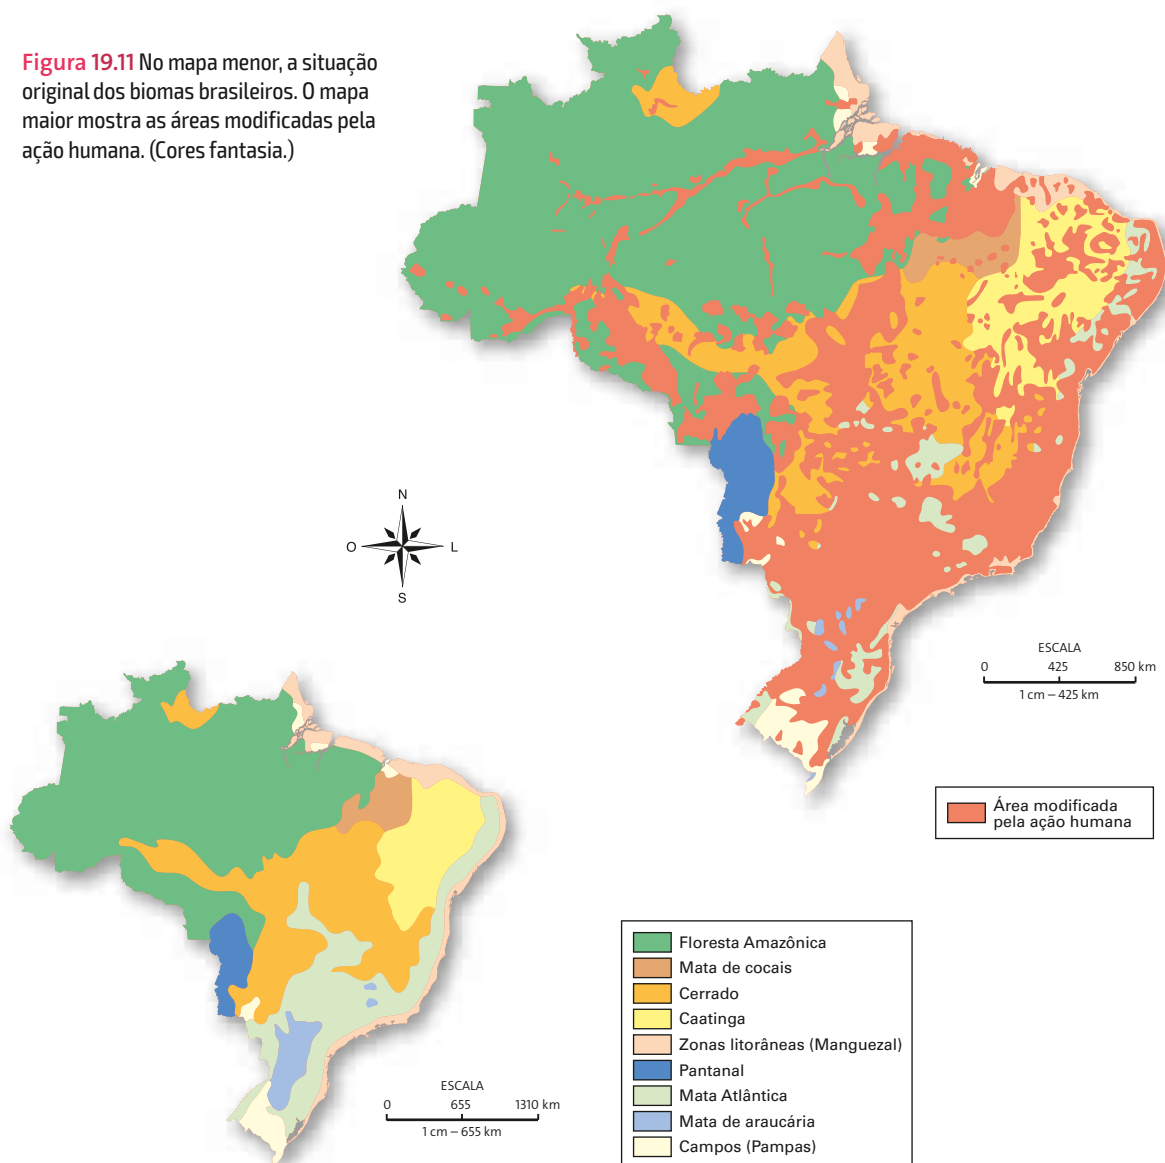 Figura 19.11 No mapa menor, a situação
original dos biomas brasileiros. O mapa
maior mostra as áreas modificadas pela
ação humana. (Cores fantasia.)
N
O
L
S
ESCALA
0 425 850 km
1 cm – 425 km
Área modificada
pela ação humana
ESCALA
0 655 1310 km
1 cm – 655 km
Floresta Amazônica
Mata de cocais
Cerrado
Caatinga
Zonas litorâneas (Manguezal)
Pantanal
Mata Atlântica
Mata de araucária
Campos (Pampas)